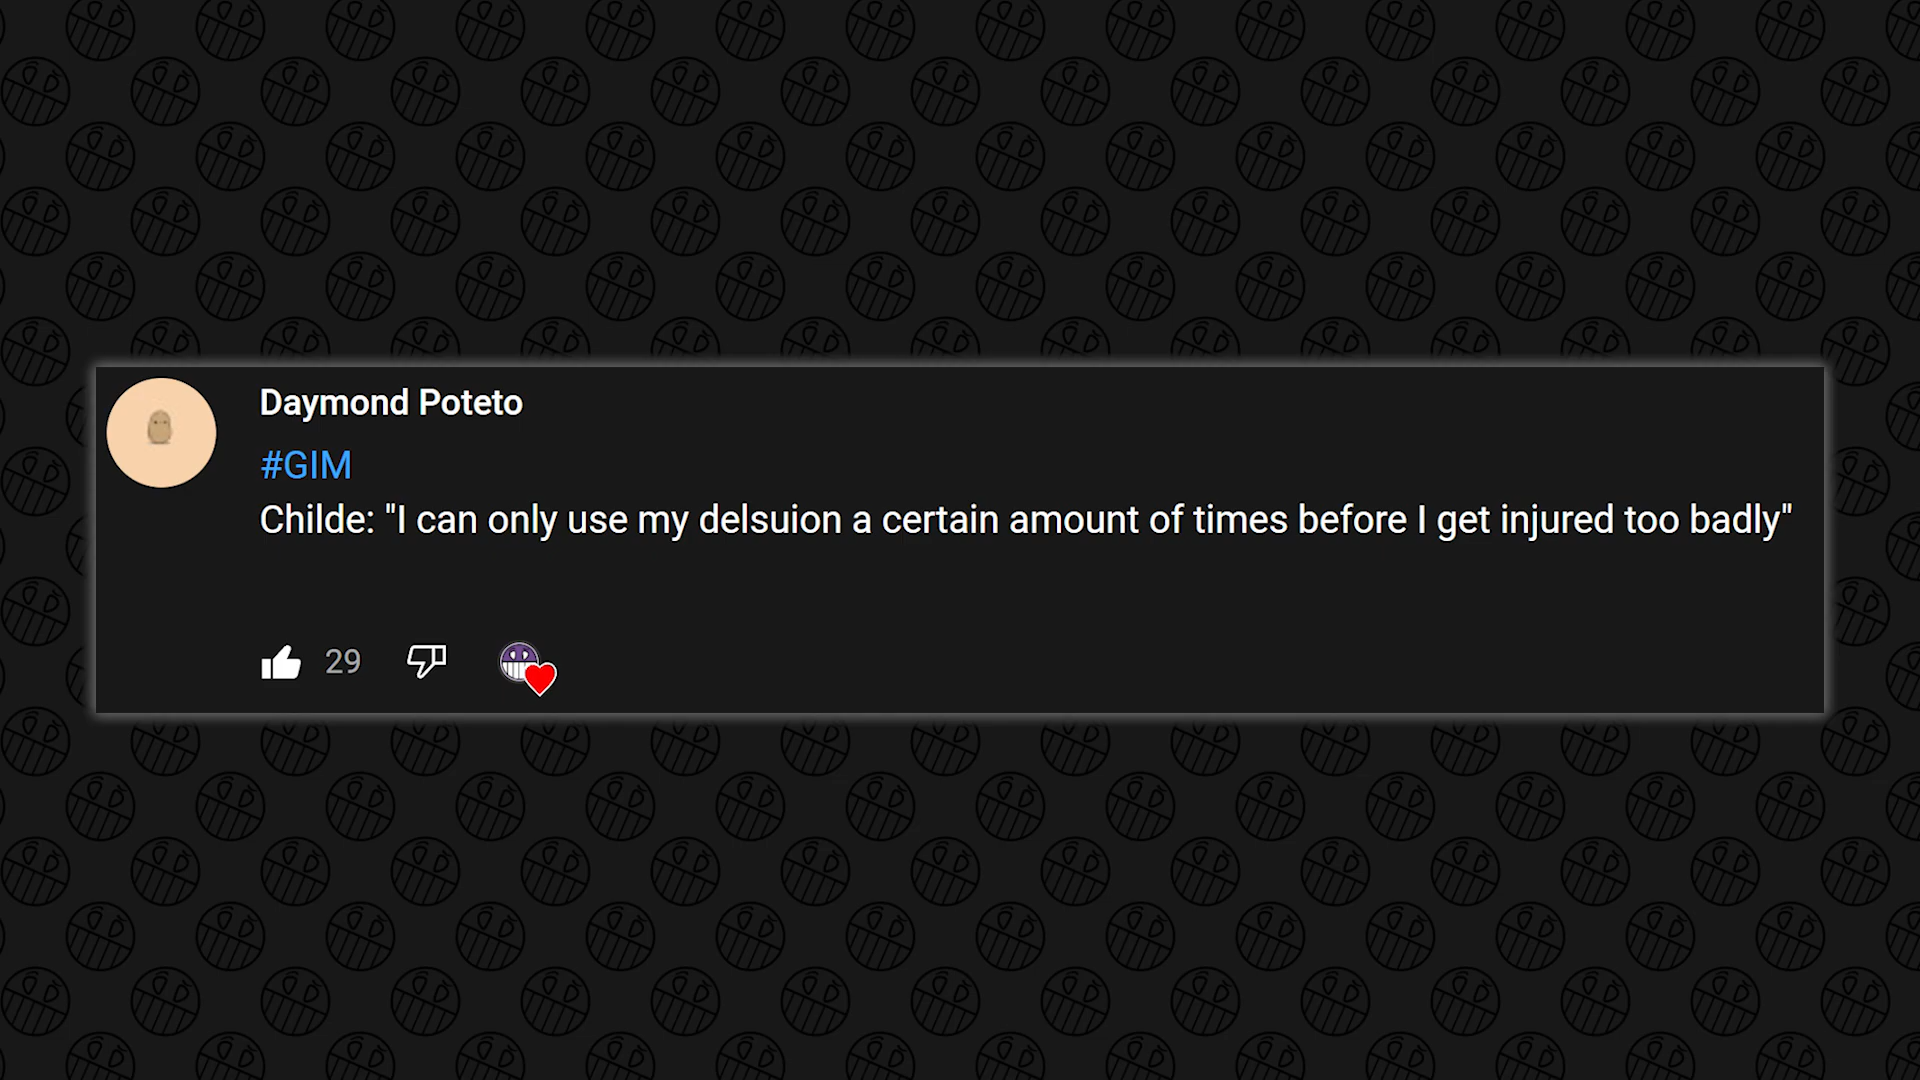 Daymond Poteto
#GIM
Childe: "I can only use my delsuion a certain amount of times before I get injured too badly"
29